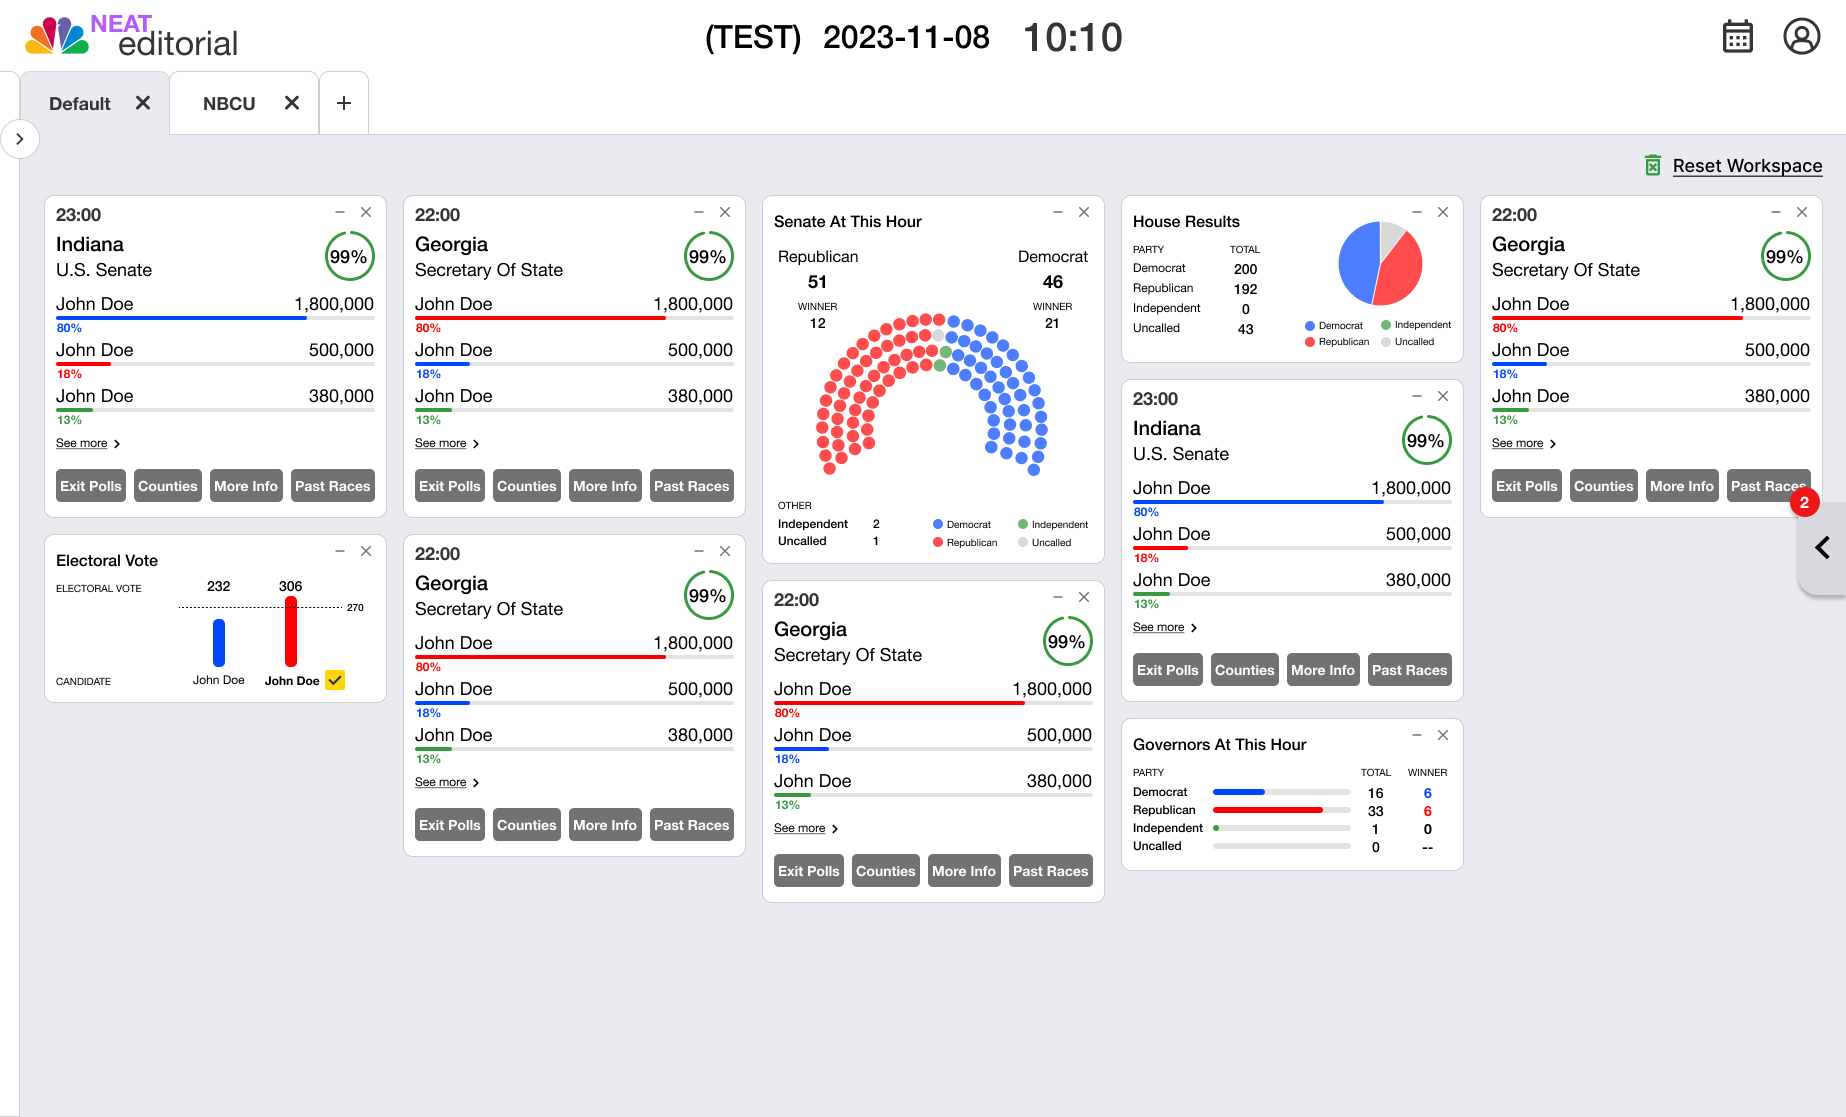 NEAT
editorial
(TEST) 2023-11-08 10:10
Default
NBCU
Reset Workspace
23:00
Indiana
U.S. Senate
99%
John Doe 1,800,000
80%
John Doe 500,000
18%
John Doe 380,000
13%
See more
Exit Polls Counties More Info Past Races
Electoral Vote
ELECTORAL VOTE 232 306
270
CANDIDATE John Doe John Doe
22:00
Georgia
Secretary Of State
99%
John Doe 1,800,000
80%
John Doe 500,000
18%
John Doe 380,000
13%
See more
Exit Polls Counties More Info Past Races
22:00
Georgia
Secretary Of State
99%
John Doe 1,800,000
80%
John Doe 500,000
18%
John Doe 380,000
13%
See more
Exit Polls Counties More Info Past Races
Senate At This Hour
Republican Democrat
51 46
WINNER WINNER
12 21
OTHER
Independent 2
Uncalled 1
Democrat Independent
Republican Uncalled
22:00
Georgia
Secretary Of State
99%
John Doe 1,800,000
80%
John Doe 500,000
18%
John Doe 380,000
13%
See more
Exit Polls Counties More Info Past Races
House Results
PARTY TOTAL
Democrat 200
Republican 192
Independent 0
Uncalled 43
Democrat Independent
Republican Uncalled
23:00
Indiana
U.S. Senate
99%
John Doe 1,800,000
80%
John Doe 500,000
18%
John Doe 380,000
13%
See more
Exit Polls Counties More Info Past Races
Governors At This Hour
PARTY TOTAL WINNER
Democrat 16 6
Republican 33 6
Independent 1 0
Uncalled 0 --
22:00
Georgia
Secretary Of State
99%
John Doe 1,800,000
80%
John Doe 500,000
18%
John Doe 380,000
13%
See more
Exit Polls Counties More Info Past Races
2